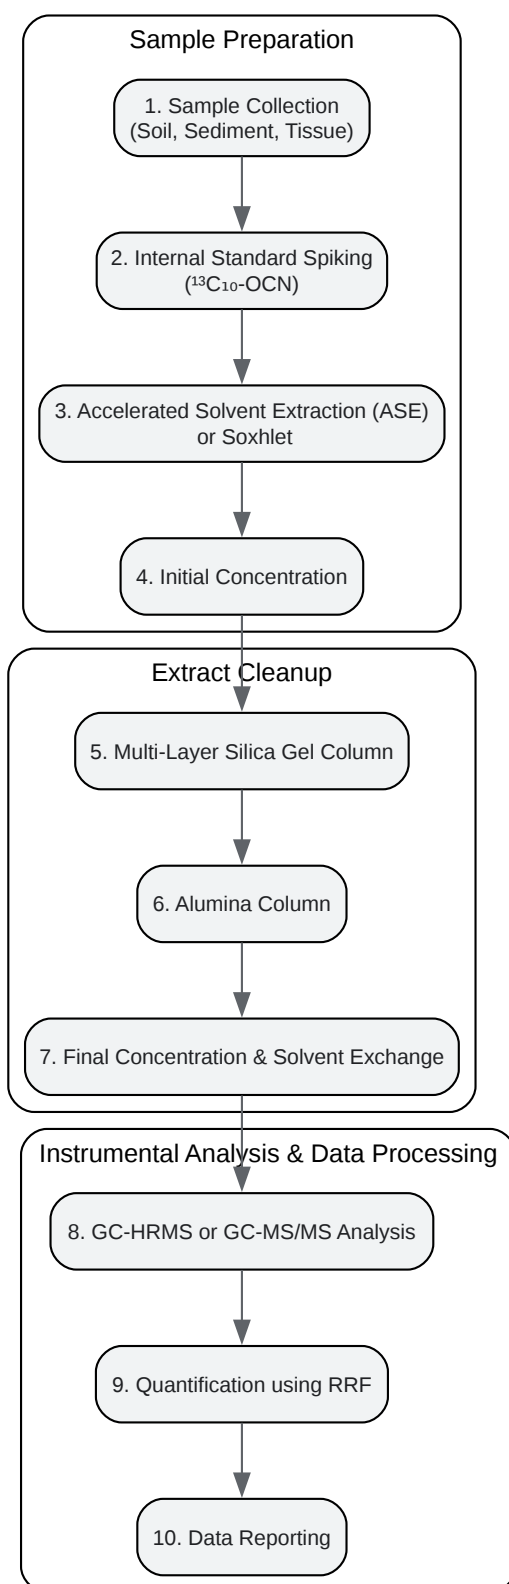 Sample Preparation
1. Sample Collection
(Soil, Sediment, Tissue)
2. Internal Standard Spiking
(¹³C₁₀-OCN)
3. Accelerated Solvent Extraction (ASE)
or Soxhlet
4. Initial Concentration
Extract Cleanup
5. Multi-Layer Silica Gel Column
6. Alumina Column
7. Final Concentration & Solvent Exchange
Instrumental Analysis & Data Processing
8. GC-HRMS or GC-MS/MS Analysis
9. Quantification using RRF
10. Data Reporting